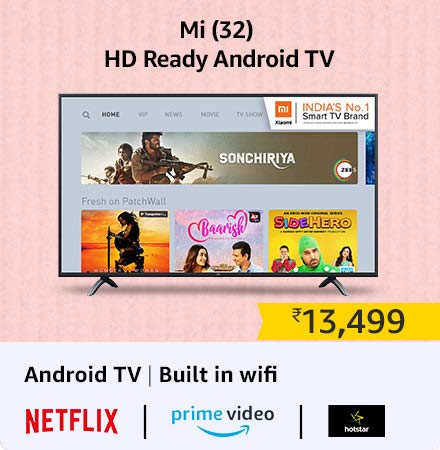 Mi (32)
HD Ready Android TV
HOME VIP NEWS MOVIE TV SHOW
mi
Xiaomi
INDIA'S No.1
Smart TV Brand
SONCHIRIYA
ZEE5
Fresh on PatchWall
WONDER WOMAN
Baarish
SIDEHERO
₹13,499
Android TV | Built in wifi
NETFLIX
prime video
hotstar